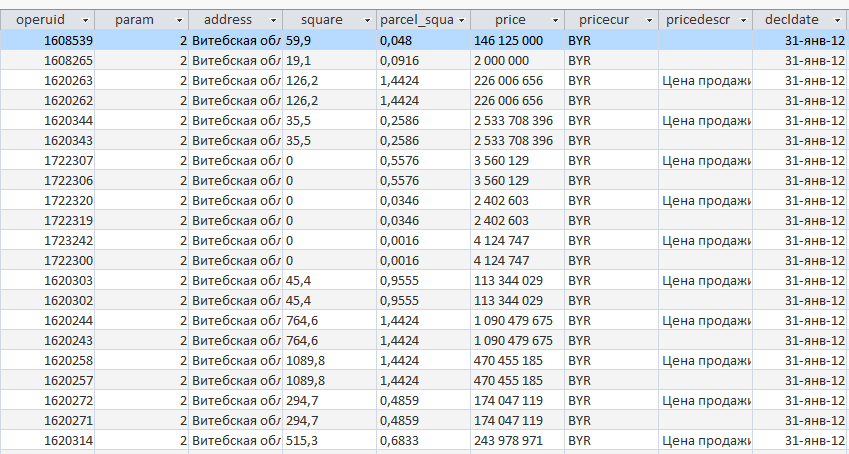 operuid param address square parcel_squa price pricecur pricedescr decldate
1608539 2 Витебская обл 59,9 0,048 146 125 000 BYR 31-янв-12
1608265 2 Витебская обл 19,1 0,0916 2 000 000 BYR 31-янв-12
1620263 2 Витебская обл 126,2 1,4424 226 006 656 BYR Цена продажи 31-янв-12
1620262 2 Витебская обл 126,2 1,4424 226 006 656 BYR 31-янв-12
1620344 2 Витебская обл 35,5 0,2586 2 533 708 396 BYR Цена продажи 31-янв-12
1620343 2 Витебская обл 35,5 0,2586 2 533 708 396 BYR 31-янв-12
1722307 2 Витебская обл 0 0,5576 3 560 129 BYR Цена продажи 31-янв-12
1722306 2 Витебская обл 0 0,5576 3 560 129 BYR 31-янв-12
1722320 2 Витебская обл 0 0,0346 2 402 603 BYR Цена продажи 31-янв-12
1722319 2 Витебская обл 0 0,0346 2 402 603 BYR 31-янв-12
1723242 2 Витебская обл 0 0,0016 4 124 747 BYR Цена продажи 31-янв-12
1722300 2 Витебская обл 0 0,0016 4 124 747 BYR 31-янв-12
1620303 2 Витебская обл 45,4 0,9555 113 344 029 BYR Цена продажи 31-янв-12
1620302 2 Витебская обл 45,4 0,9555 113 344 029 BYR 31-янв-12
1620244 2 Витебская обл 764,6 1,4424 1 090 479 675 BYR Цена продажи 31-янв-12
1620243 2 Витебская обл 764,6 1,4424 1 090 479 675 BYR 31-янв-12
1620258 2 Витебская обл 1089,8 1,4424 470 455 185 BYR Цена продажи 31-янв-12
1620257 2 Витебская обл 1089,8 1,4424 470 455 185 BYR 31-янв-12
1620272 2 Витебская обл 294,7 0,4859 174 047 119 BYR Цена продажи 31-янв-12
1620271 2 Витебская обл 294,7 0,4859 174 047 119 BYR 31-янв-12
1620314 2 Витебская обл 515,3 0,6833 243 978 971 BYR Цена продажи 31-янв-12